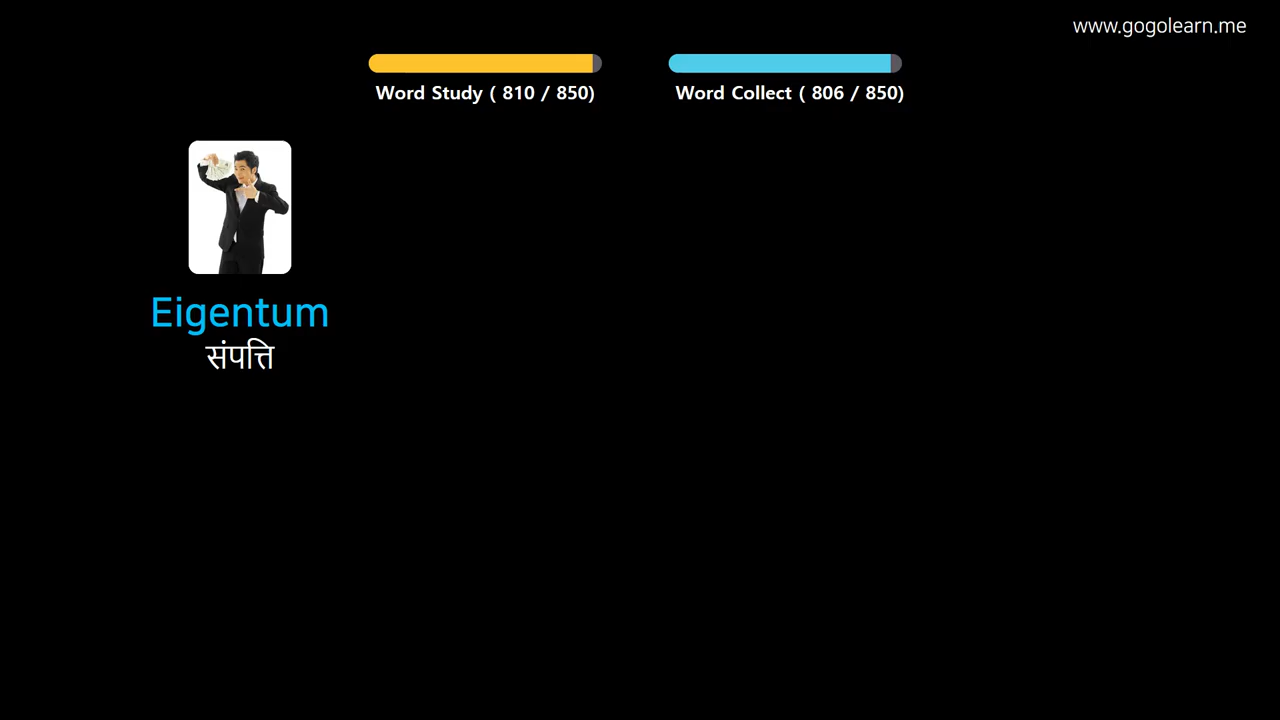 www.gogolearn.me
Word Study ( 810 / 850)
Word Collect ( 806 / 850)
Eigentum
संपत्ति